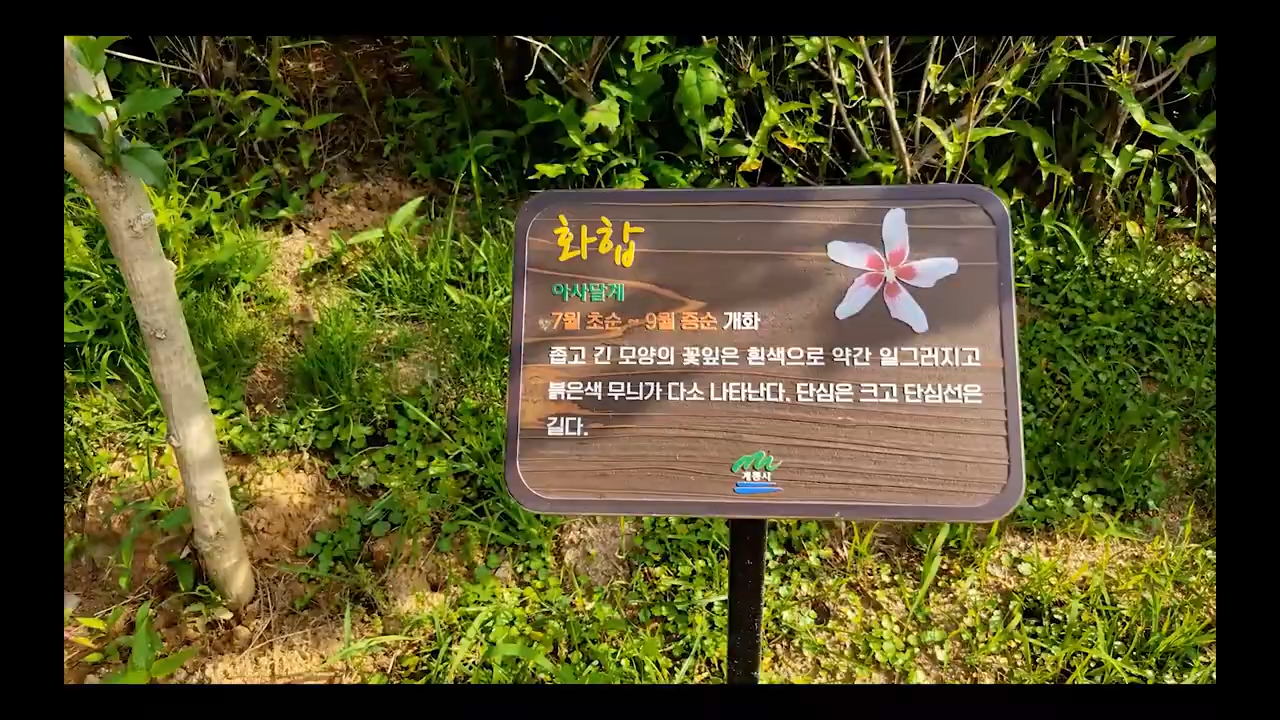 화합
아사달계
7월 초순 ~ 9월 중순 개화
좁고 긴 모양의 꽃잎은 흰색으로 약간 일그러지고
붉은색 무늬가 다소 나타난다. 단심은 크고 단심선은
길다.
계룡시